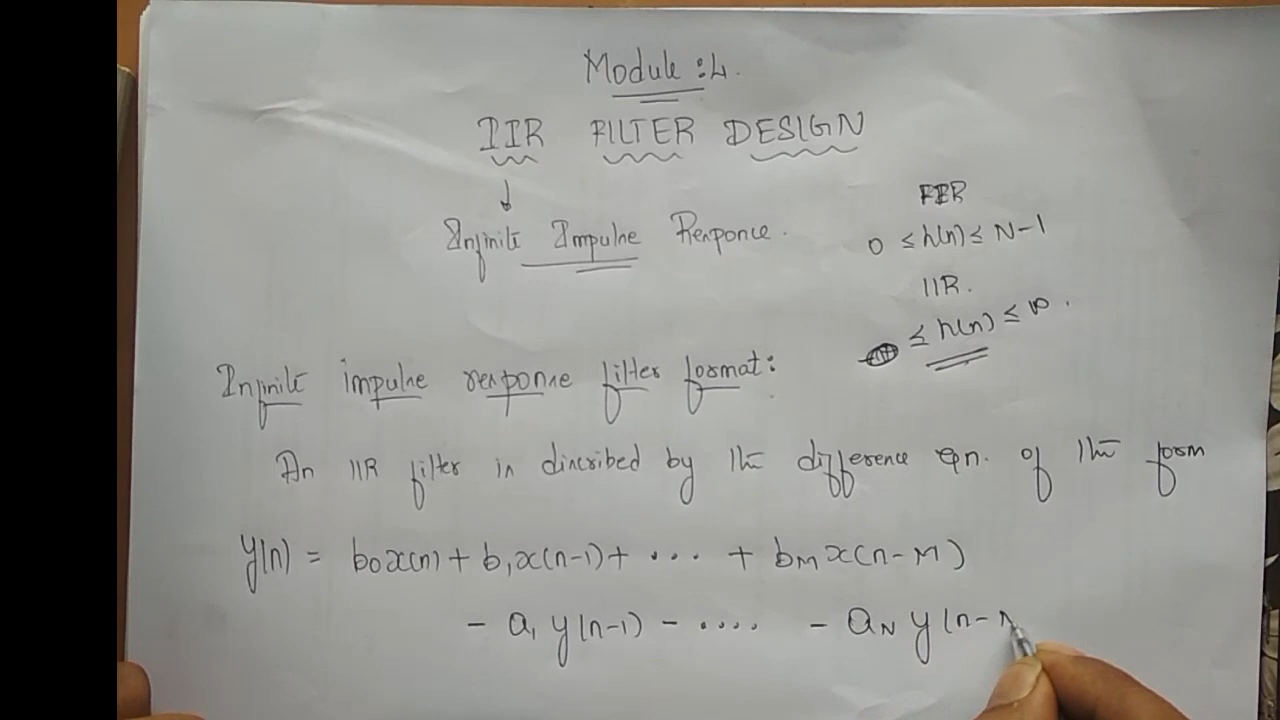 Module :4.
IIR FILTER DESIGN
Infinite Impulse Responce.
FIR
0 ≤ h(n) ≤ N-1
IIR.
≤ h(n) ≤ ∞.
Infinite impulse response filter format:
An IIR filter is discribed by the difference eqn. of the form
y(n) = b0x(n) + b1x(n-1) + ... + bMx(n-M)
- a1 y(n-1) - .... - aN y(n-